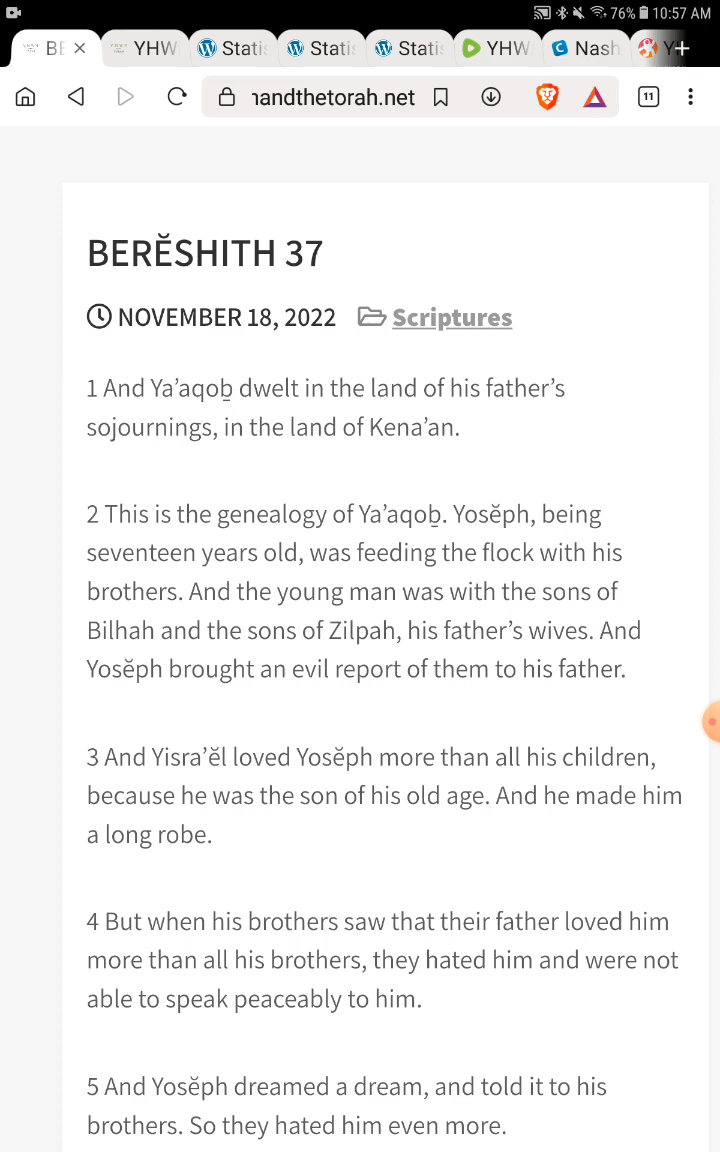 76% 10:57 AM
BE YHW Statis Statis Statis YHW Nash Y
handthetorah.net 11
BERĔSHITH 37
NOVEMBER 18, 2022 Scriptures
1 And Ya’aqoḇ dwelt in the land of his father’s
sojournings, in the land of Kena’an.
2 This is the genealogy of Ya’aqoḇ. Yosĕph, being
seventeen years old, was feeding the flock with his
brothers. And the young man was with the sons of
Bilhah and the sons of Zilpah, his father’s wives. And
Yosĕph brought an evil report of them to his father.
3 And Yisra’ĕl loved Yosĕph more than all his children,
because he was the son of his old age. And he made him
a long robe.
4 But when his brothers saw that their father loved him
more than all his brothers, they hated him and were not
able to speak peaceably to him.
5 And Yosĕph dreamed a dream, and told it to his
brothers. So they hated him even more.